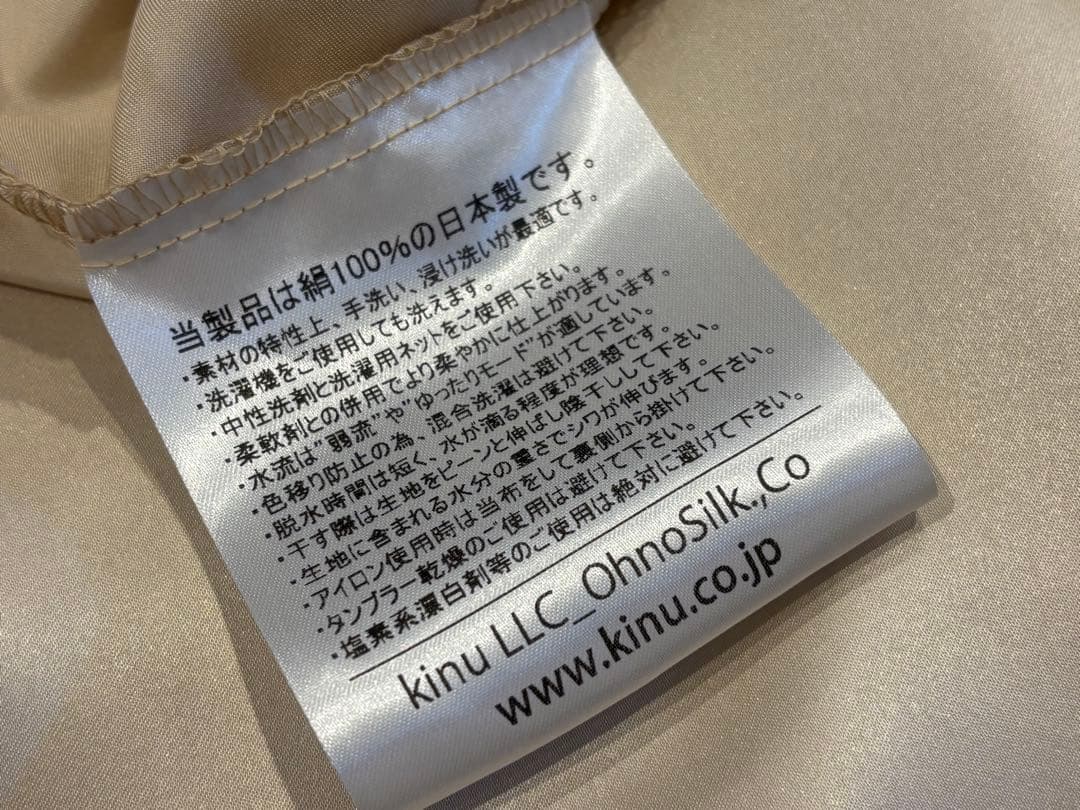 当製品は絹100%の日本製です。
・素材の特性上、手洗い、浸け洗いが最適です。
・洗濯機をご使用しても洗えます。
・中性洗剤と洗濯用ネットをご使用下さい。
・柔軟剤との併用でより柔やかに仕上がります。
・水流は"弱流"や"ゆったりモード"が適しています
・色移り防止の為、混合洗濯は避けて下さい。
・脱水時間は短く、水が滴る程度が理想です。
・干す際は生地をピーンと伸ばし陰干しして下さい。
・生地に含まれる水分の重さでシワが伸びます。
・アイロン使用時は当布をして裏側から掛けて下さい。
・タンブラー乾燥のご使用は避けて下さい。
・塩素系漂白剤等のご使用は絶対に避けて下さい。
kinu LLC_OhnoSilk.,Co
www.kinu.co.jp